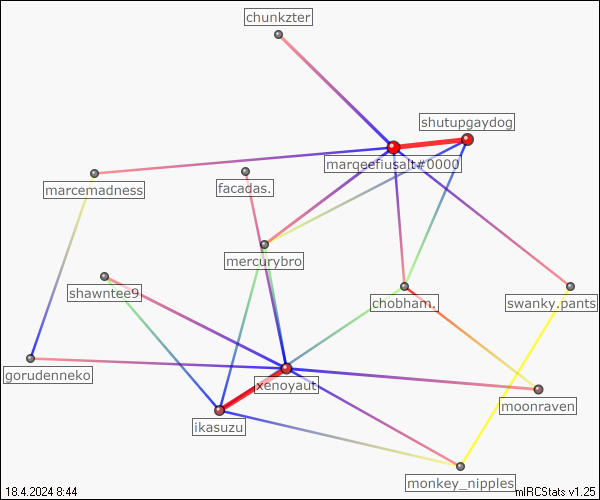 chunkzter
shutupgaydog
marqeefiusalt#0000
marcemadness
facadas.
mercurybro
shawntee9
chobham.
swanky.pants
gorudenneko
xenoyaut
moonraven
ikasuzu
monkey_nipples
18.4.2024 8:44
mIRCStats v1.25